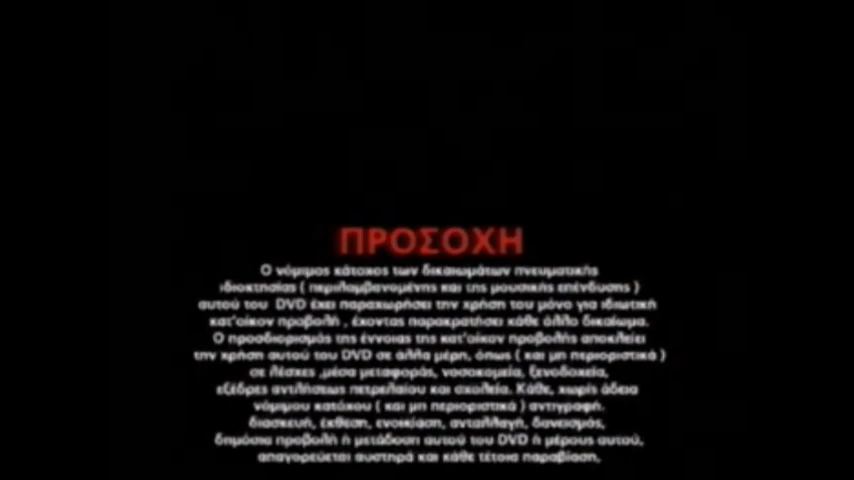 ΠΡΟΣΟΧΗ
Ο νόμιμος κάτοχος των δικαιωμάτων πνευματικής
ιδιοκτησίας ( περιλαμβανομένης και της μουσικής επένδυσης )
αυτού του DVD έχει παραχωρήσει την χρήση του μόνο για ιδιωτική
κατ'οίκον προβολή , έχοντας παρακρατήσει κάθε άλλο δικαίωμα.
Ο προσδιορισμός της έννοιας της κατ'οίκον προβολής αποκλείει
την χρήση αυτού του DVD σε άλλα μέρη, όπως ( και μη περιοριστικά )
σε λέσχες ,μέσα μεταφοράς, νοσοκομεία, ξενοδοχεία,
εξέδρες αντλήσεως πετρελαίου και σχολεία. Κάθε, χωρίς άδεια
νόμιμου κατόχου ( και μη περιοριστικά ) αντιγραφή,
διασκευή, έκθεση, ενοικίαση, ανταλλαγή, δανεισμός,
δημόσια προβολή ή μετάδοση αυτού του DVD ή μέρους αυτού,
απαγορεύεται αυστηρά και κάθε τέτοια παραβίαση,